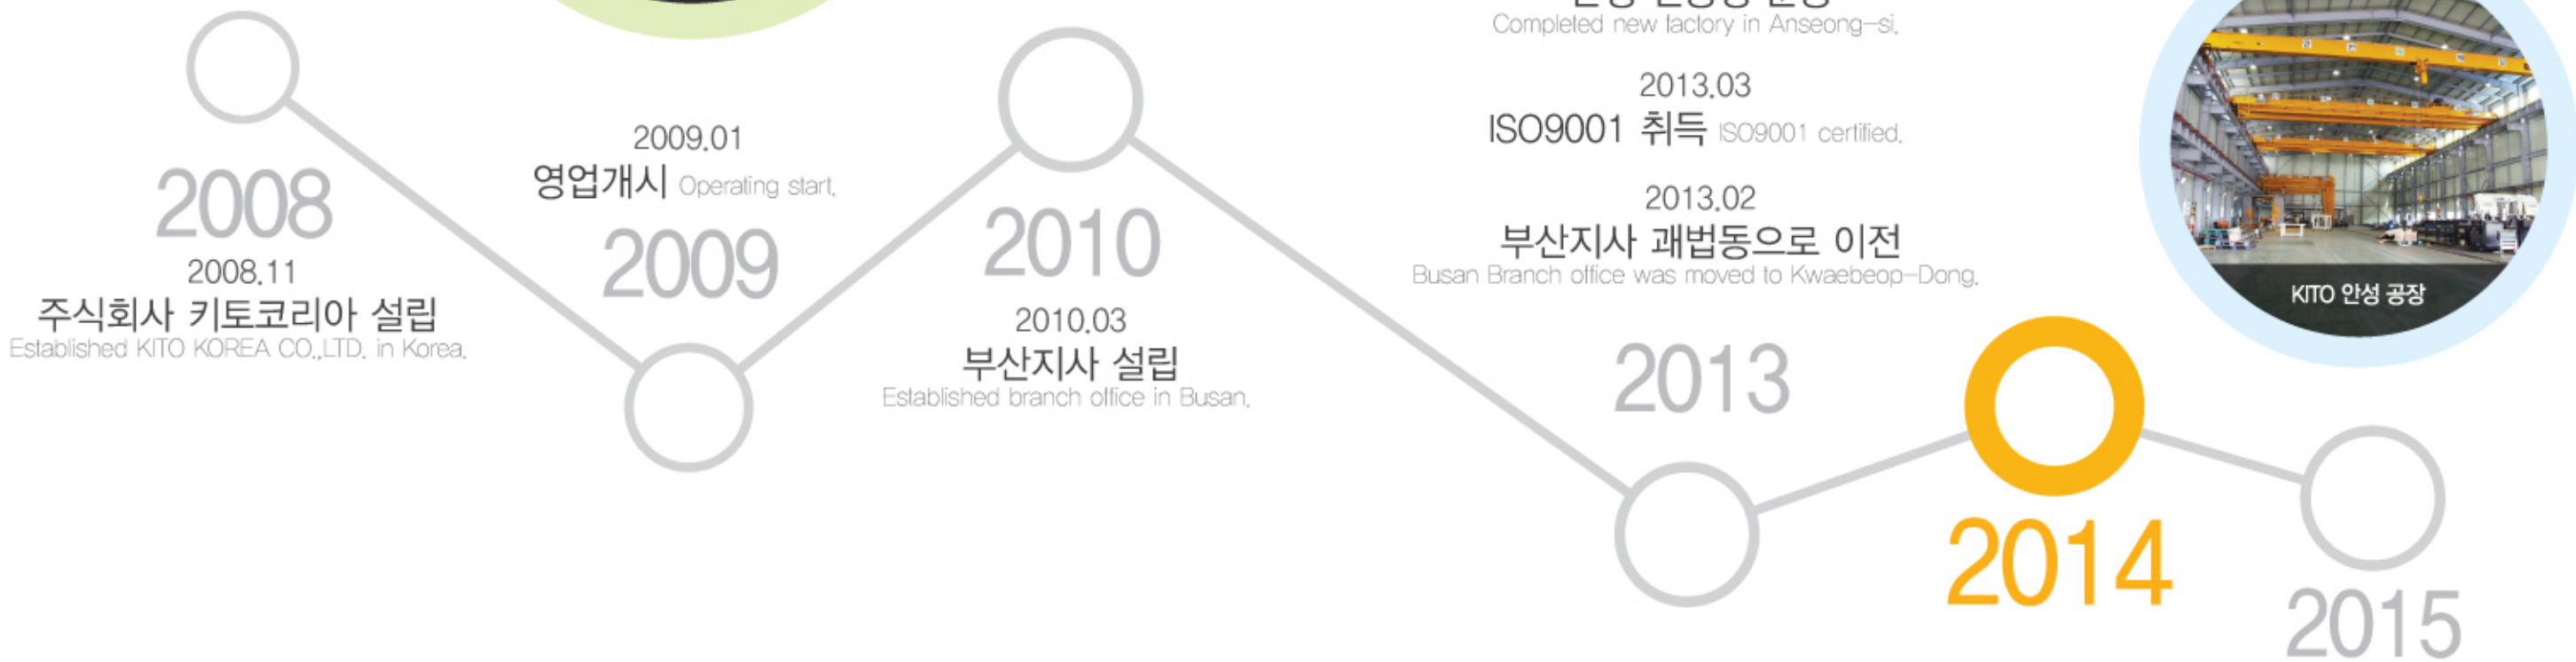 2008
2008.11
주식회사 키토코리아 설립
Established KITO KOREA CO.,LTD. in Korea.
2009.01
영업개시 Operating start.
2009
2010
2010.03
부산지사 설립
Established branch office in Busan.
Completed new factory in Anseong-si.
2013.03
ISO9001 취득 ISO9001 certified.
2013.02
부산지사 괘법동으로 이전
Busan Branch office was moved to Kwaebeop-Dong.
2013
KITO 안성 공장
2014
2015